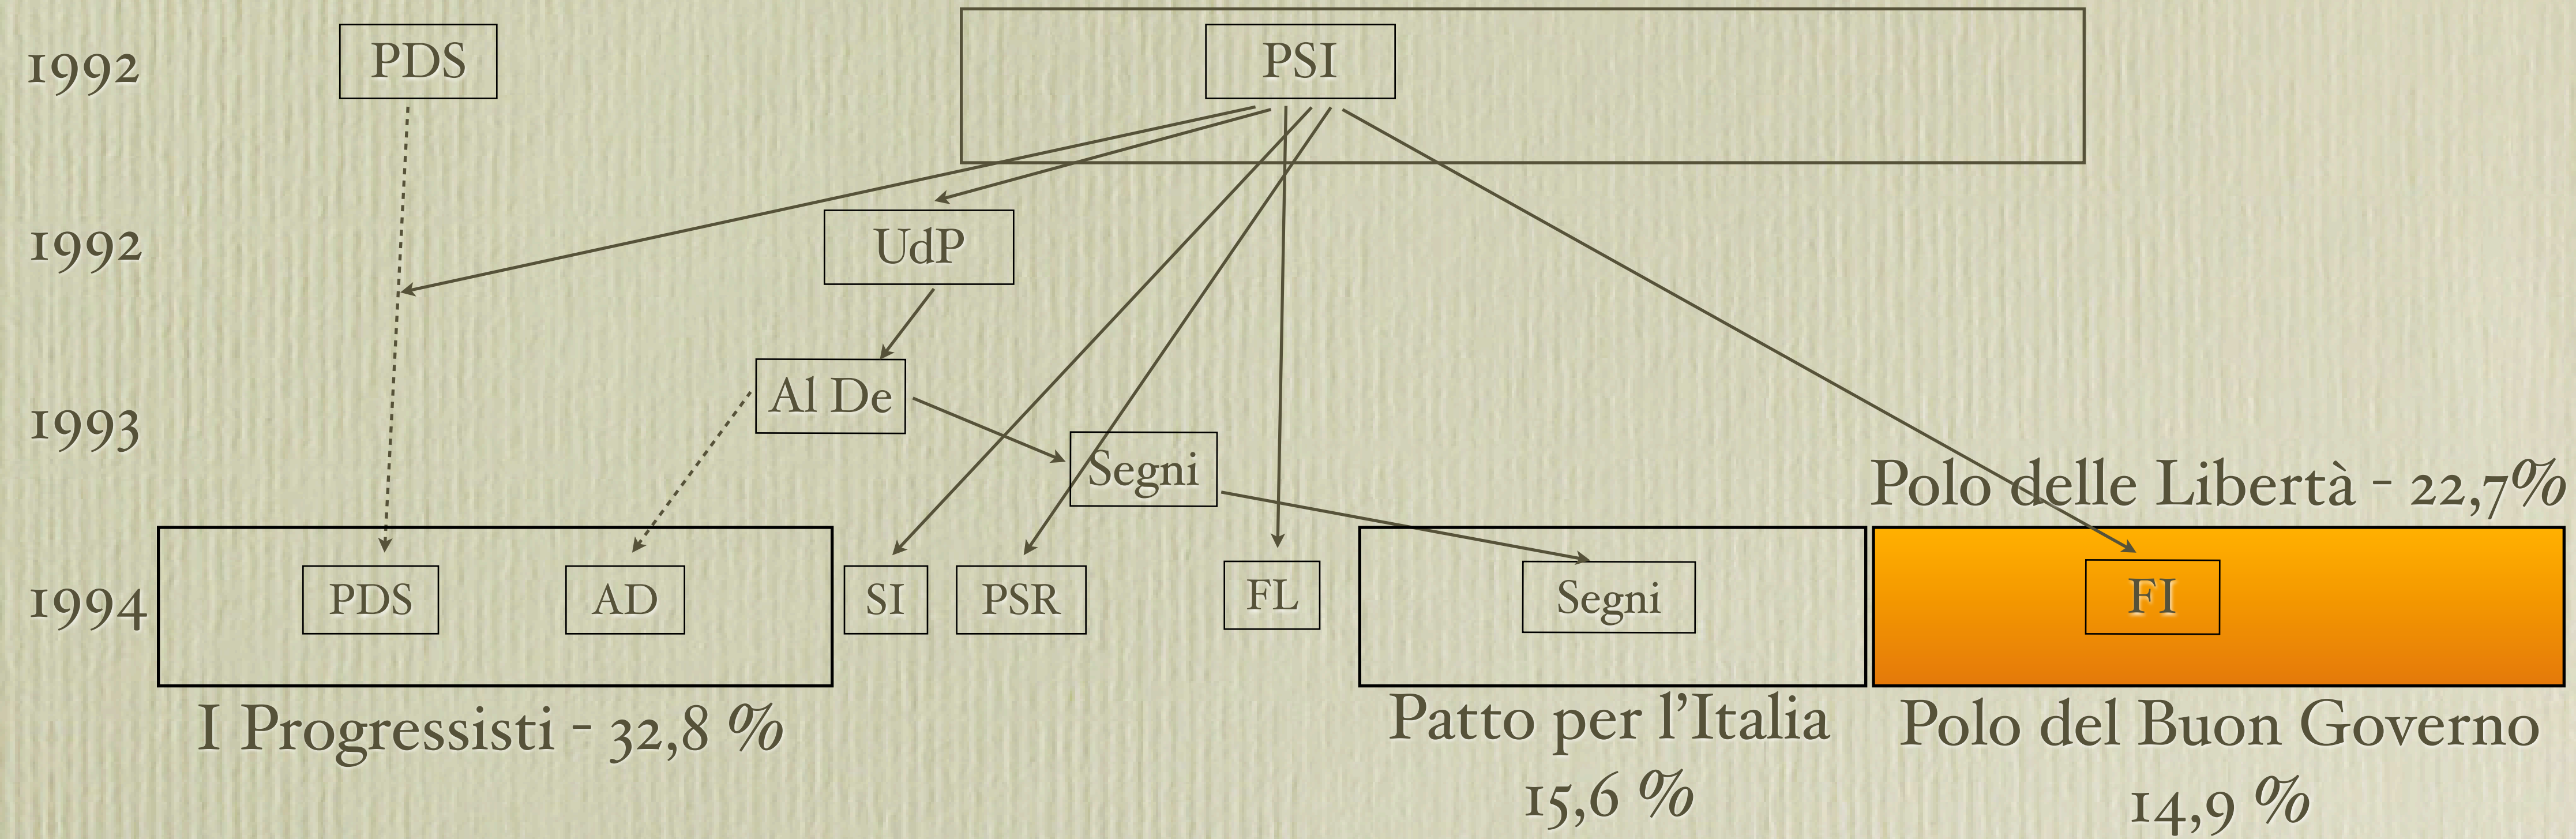 1992
PDS
PSI
1992
UdP
1993
Al De
Segni
Polo delle Libertà - 22,7%
1994
PDS
AD
SI
PSR
FL
Segni
FI
I Progressisti - 32,8 %
Patto per l’Italia
15,6 %
Polo del Buon Governo
14,9 %